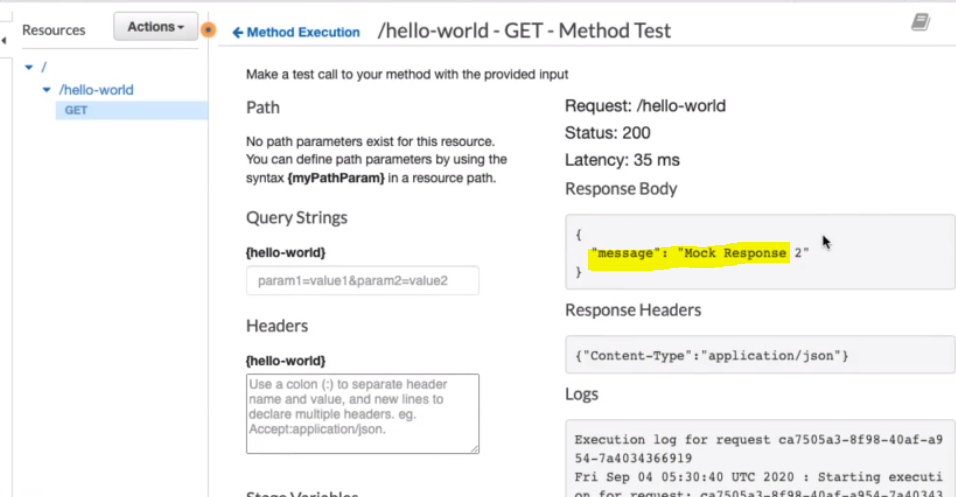 Resources
Actions
Method Execution
/hello-world - GET - Method Test
/
/hello-world
GET
Make a test call to your method with the provided input
Path
No path parameters exist for this resource.
You can define path parameters by using the
syntax {myPathParam} in a resource path.
Query Strings
{hello-world}
param1=value1&param2=value2
Headers
{hello-world}
Use a colon (:) to separate header
name and value, and new lines to
declare multiple headers. eg.
Accept:application/json.
Stage Variables
Request: /hello-world
Status: 200
Latency: 35 ms
Response Body
{
"message": "Mock Response 2"
}
Response Headers
{"Content-Type":"application/json"}
Logs
Execution log for request ca7505a3-8f98-40af-a9
54-7a4034366919
Fri Sep 04 05:30:40 UTC 2020 : Starting executi
on for request: ca7505a3-8f98-40af-a954-7a40343